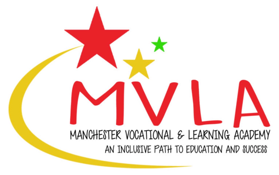 MVLA
MANCHESTER VOCATIONAL & LEARNING ACADEMY
AN INCLUSIVE PATH TO EDUCATION AND SUCCESS